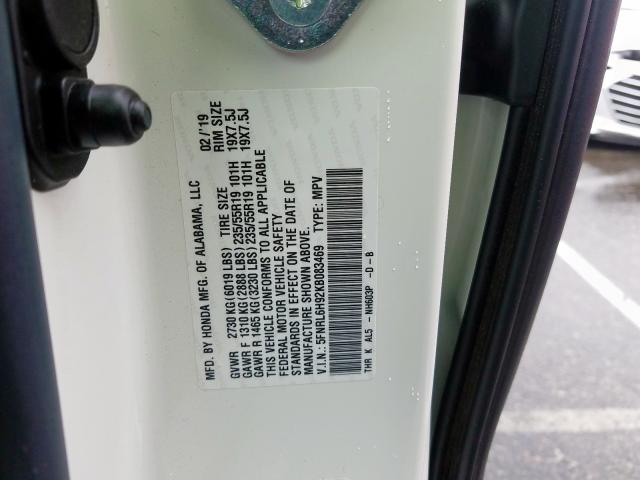 MFD. BY HONDA MFG. OF ALABAMA, LLC 02/'19
GVWR 2730 KG(6019 LBS) TIRE SIZE RIM SIZE
GAWR F 1310 KG(2888 LBS)235/55R19 101H 19X7.5J
GAWR R 1465 KG(3230 LBS)235/55R19 101H 19X7.5J
THIS VEHICLE CONFORMS TO ALL APPLICABLE
FEDERAL MOTOR VEHICLE SAFETY
STANDARDS IN EFFECT ON THE DATE OF
MANUFACTURE SHOWN ABOVE.
V.I.N.: 5FNRL6H92KB083469 TYPE: MPV
THR K AL5 -NH603P -D-B